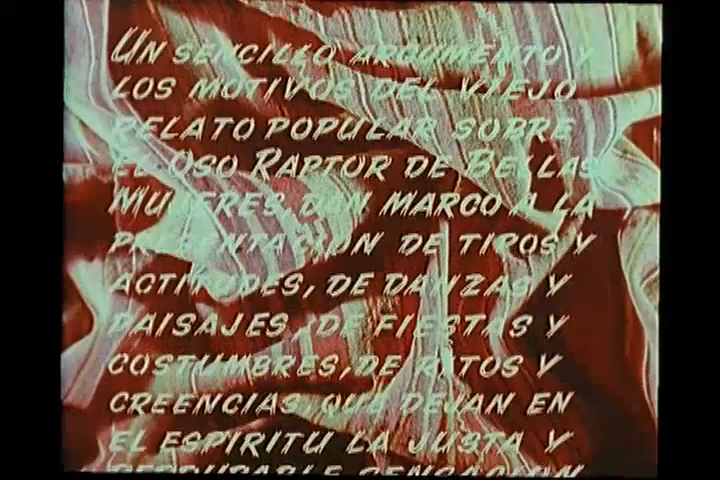 UN SENCILLO ARGUMENTO Y
LOS MOTIVOS DEL VIEJO
RELATO POPULAR SOBRE
EL OSO RAPTOR DE BELLAS
MUJERES, DAN MARCO A LA
PRESENTACION DE TIPOS Y
ACTITUDES, DE DANZAS Y
PAISAJES, DE FIESTAS Y
COSTUMBRES, DE RITOS Y
CREENCIAS QUE DEJAN EN
EL ESPIRITU LA JUSTA Y
PERDURABLE SENSACION